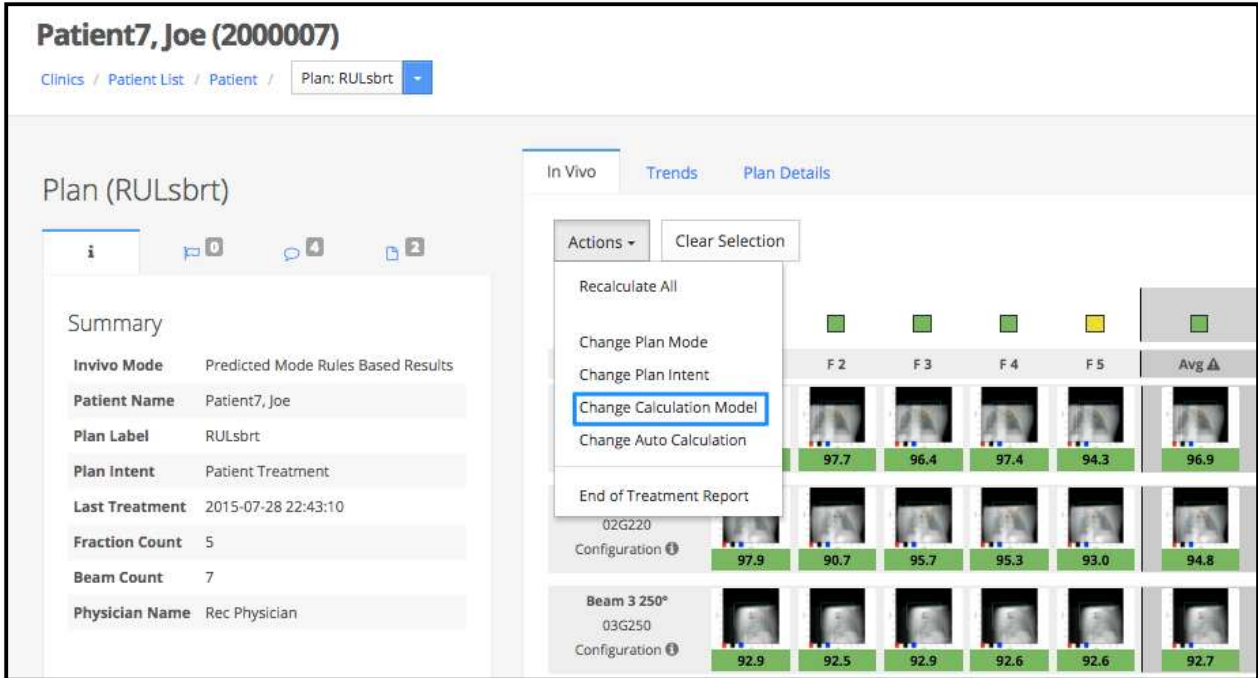 Patient7, Joe (2000007)
Clinics / Patient List / Patient / Plan: RULsbrt
Plan (RULsbrt)
i 0 4 2
Summary
Invivo Mode Predicted Mode Rules Based Results
Patient Name Patient7, Joe
Plan Label RULsbrt
Plan Intent Patient Treatment
Last Treatment 2015-07-28 22:43:10
Fraction Count 5
Beam Count 7
Physician Name Rec Physician
In Vivo Trends Plan Details
Actions Clear Selection
Recalculate All
Change Plan Mode
Change Plan Intent
Change Calculation Model
Change Auto Calculation
End of Treatment Report
F 2 F 3 F 4 F 5 Avg
97.7 96.4 97.4 94.3 96.9
02G220
Configuration
97.9 90.7 95.7 95.3 93.0 94.8
Beam 3 250°
03G250
Configuration
92.9 92.5 92.9 92.6 92.6 92.7